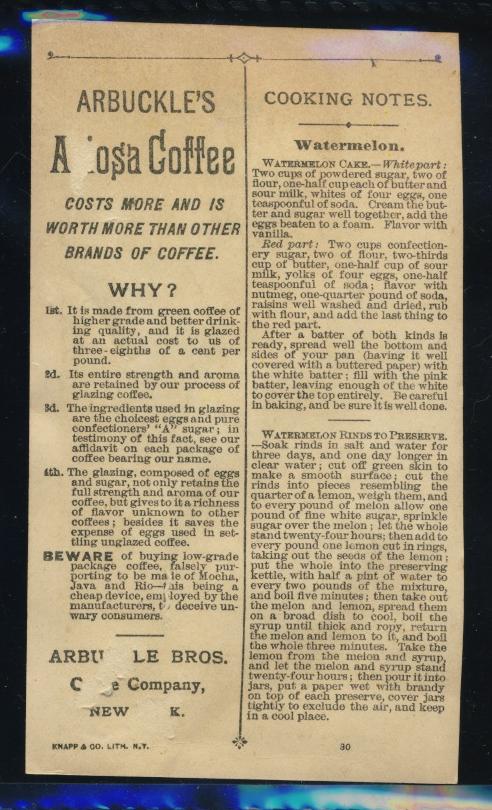 ARBUCKLE'S
A iosa Coffee
COSTS MORE AND IS
WORTH MORE THAN OTHER
BRANDS OF COFFEE.
WHY?
1st. It is made from green coffee of
higher grade and better drink-
ing quality, and it is glazed
at an actual cost to us of
three-eighths of a cent per
pound.
2d. Its entire strength and aroma
are retained by our process of
glazing coffee.
3d. The ingredients used in glazing
are the choicest eggs and pure
confectioners' "A" sugar; in
testimony of this fact, see our
affidavit on each package of
coffee bearing our name.
4th. The glazing, composed of eggs
and sugar, not only retains the
full strength and aroma of our
coffee, but gives to it a richness
of flavor unknown to other
coffees; besides it saves the
expense of eggs used in set-
tling unglazed coffee.
BEWARE of buying low-grade
package coffee, falsely pur-
porting to be made of Mocha,
Java and Rio—this being a
cheap device, employed by the
manufacturers, to deceive un-
wary consumers.
ARBU LE BROS.
C e Company,
NEW K.
KNAPP & CO. LITH. N.Y.
COOKING NOTES.
Watermelon.
WATERMELON CAKE.—White part:
Two cups of powdered sugar, two of
flour, one-half cup each of butter and
sour milk, whites of four eggs, one
teaspoonful of soda. Cream the but-
ter and sugar well together, add the
eggs beaten to a foam. Flavor with
vanilla.
Red part: Two cups confection-
ery sugar, two of flour, two-thirds
cup of butter, one-half cup of sour
milk, yolks of four eggs, one-half
teaspoonful of soda; flavor with
nutmeg, one-quarter pound of soda,
raisins well washed and dried, rub
with flour, and add the last thing to
the red part.
After a batter of both kinds is
ready, spread well the bottom and
sides of your pan (having it well
covered with a buttered paper) with
the white batter; fill with the pink
batter, leaving enough of the white
to cover the top entirely. Be careful
in baking, and be sure it is well done.
WATERMELON RINDS TO PRESERVE.
—Soak rinds in salt and water for
three days, and one day longer in
clear water; cut off green skin to
make a smooth surface; cut the
rinds into pieces resembling the
quarter of a lemon, weigh them, and
to every pound of melon allow one
pound of fine white sugar, sprinkle
sugar over the melon; let the whole
stand twenty-four hours; then add to
every pound one lemon cut in rings,
taking out the seeds of the lemon;
put the whole into the preserving
kettle, with half a pint of water to
every two pounds of the mixture,
and boil five minutes; then take out
the melon and lemon, spread them
on a broad dish to cool, boil the
syrup until thick and ropy, return
the melon and lemon to it, and boil
the whole three minutes. Take the
lemon from the melon and syrup,
and let the melon and syrup stand
twenty-four hours; then pour it into
jars, put a paper wet with brandy
on top of each preserve, cover jars
tightly to exclude the air, and keep
in a cool place.
30